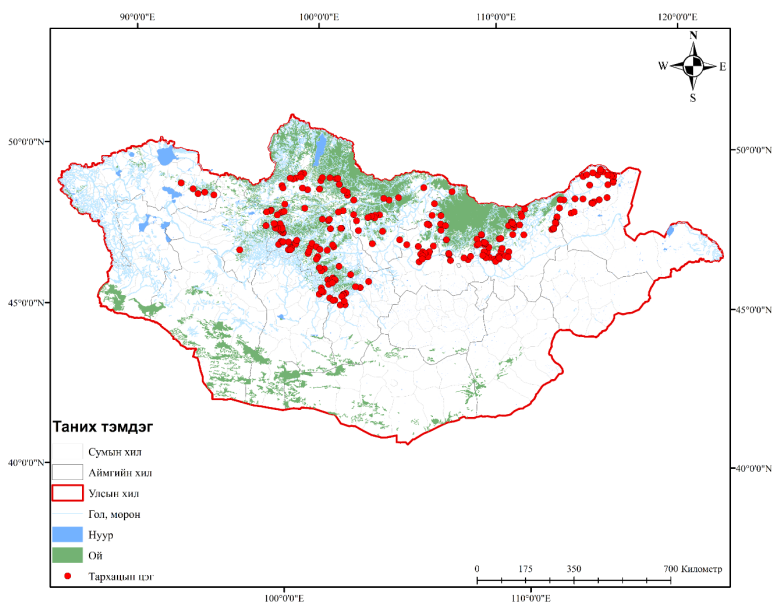 90°0'0"E 100°0'0"E 110°0'0"E 120°0'0"E
N
W E
S
50°0'0"N 50°0'0"N
45°0'0"N 45°0'0"N
40°0'0"N 40°0'0"N
Таних тэмдэг
Сумын хил
Аймгийн хил
Улсын хил
Гол, мөрөн
Нуур
Ой
Тархацын цэг
0 175 350 700 Километр
100°0'0"E 110°0'0"E